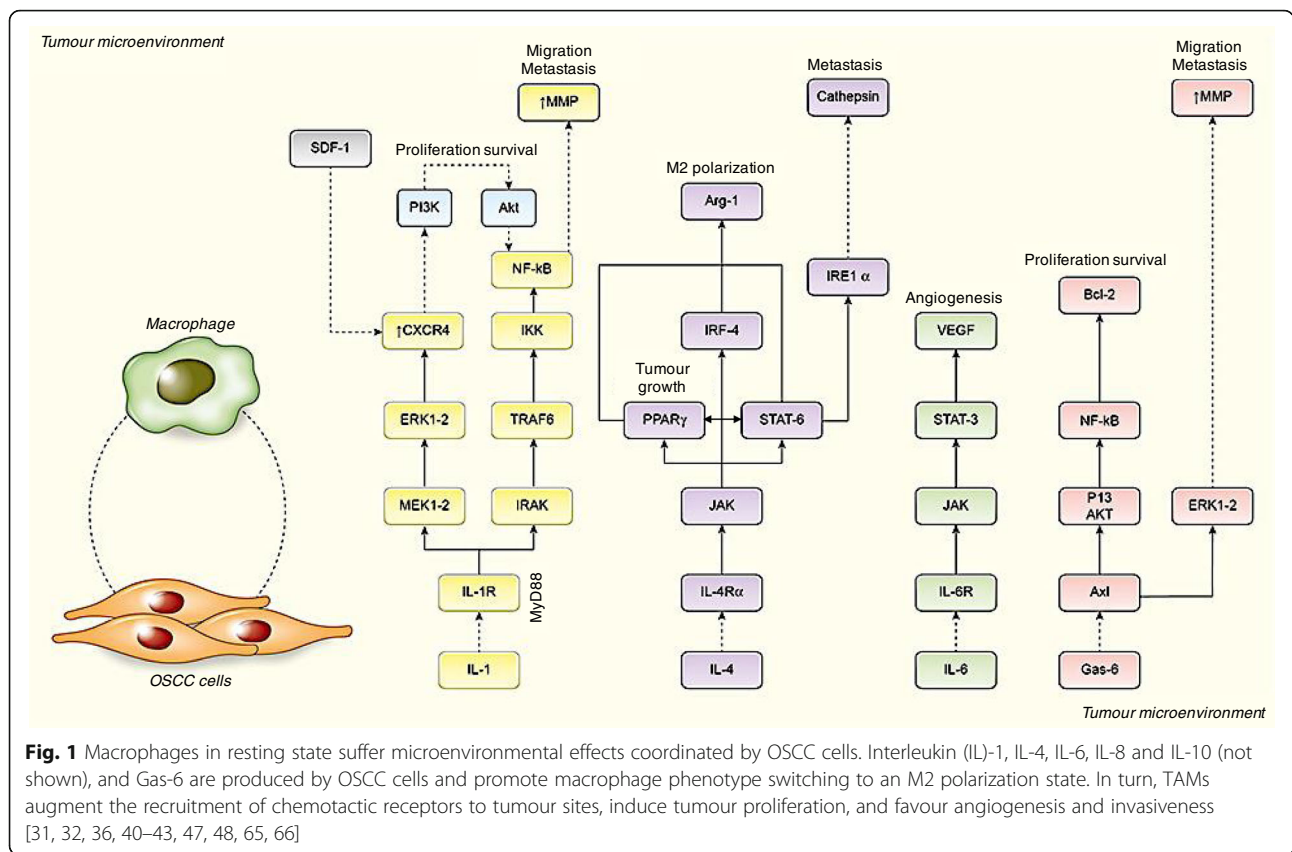 Tumour microenvironment
Migration
Metastasis
↑MMP
Metastasis
Cathepsin
Migration
Metastasis
↑MMP
SDF-1
Proliferation survival
PI3K
Akt
M2 polarization
Arg-1
NF-kB
IRE1 α
Proliferation survival
Bcl-2
Angiogenesis
VEGF
Macrophage
↑CXCR4
IKK
IRF-4
Tumour
growth
ERK1-2
TRAF6
PPARγ
STAT-6
STAT-3
NF-kB
MEK1-2
IRAK
JAK
JAK
P13
AKT
ERK1-2
IL-1R
MyD88
IL-4Rα
IL-6R
Axl
IL-1
IL-4
IL-6
Gas-6
OSCC cells
Tumour microenvironment
Fig. 1 Macrophages in resting state suffer microenvironmental effects coordinated by OSCC cells. Interleukin (IL)-1, IL-4, IL-6, IL-8 and IL-10 (not
shown), and Gas-6 are produced by OSCC cells and promote macrophage phenotype switching to an M2 polarization state. In turn, TAMs
augment the recruitment of chemotactic receptors to tumour sites, induce tumour proliferation, and favour angiogenesis and invasiveness
[31, 32, 36, 40–43, 47, 48, 65, 66]